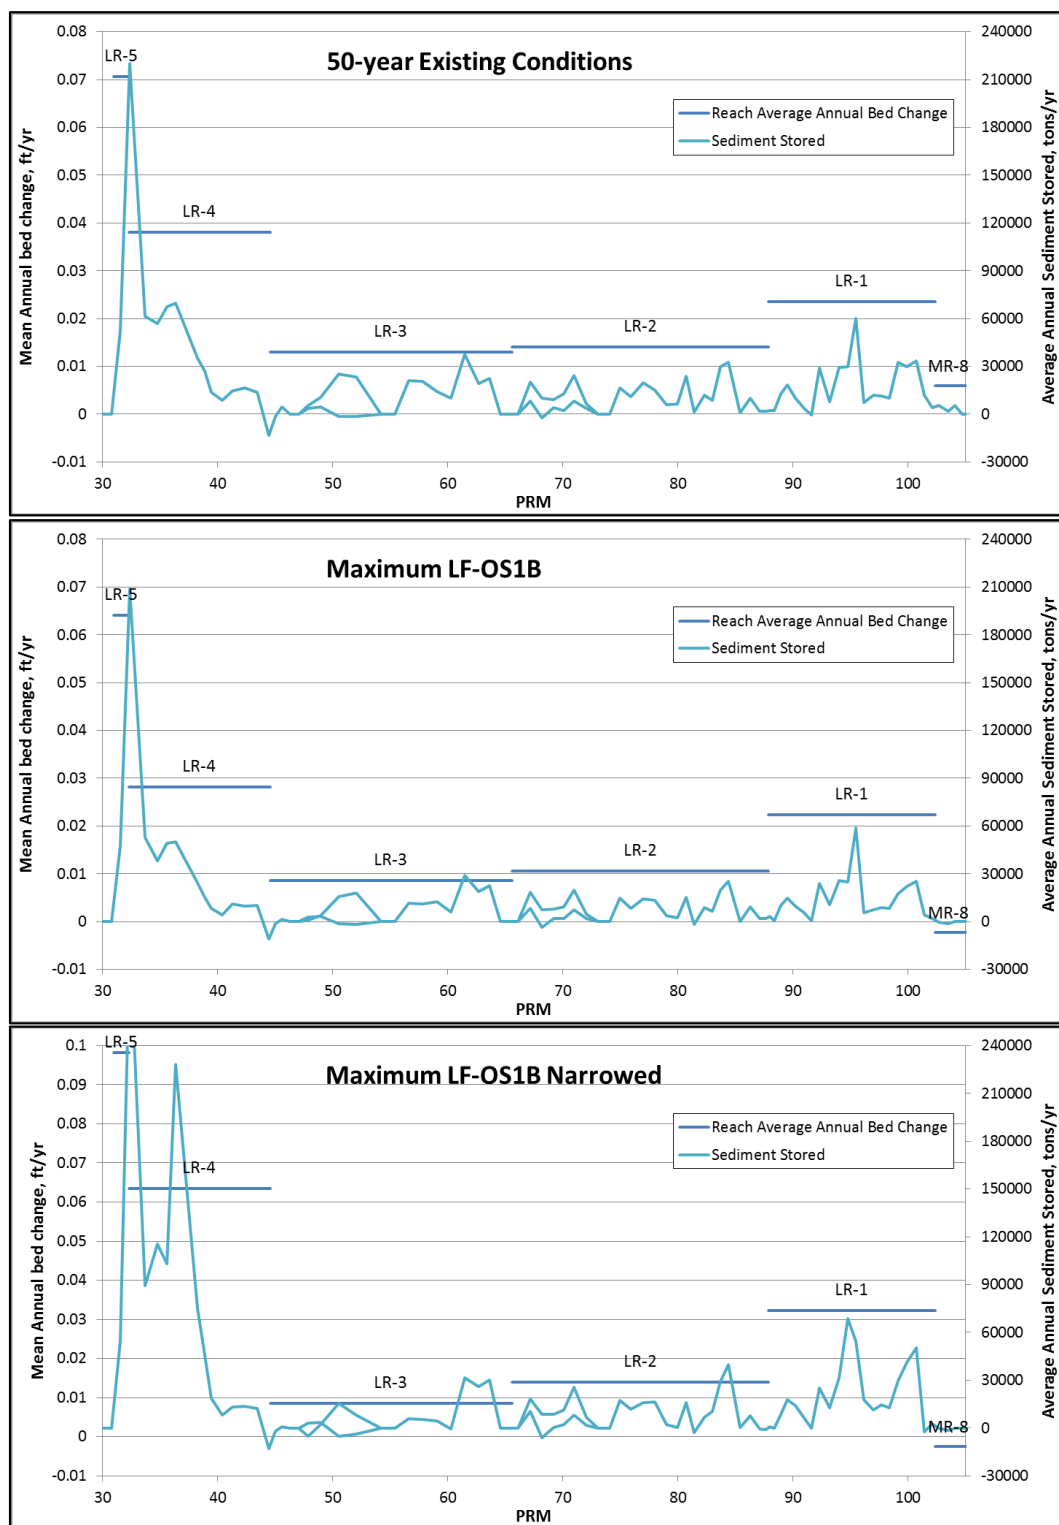 50-year Existing Conditions
Mean Annual bed change, ft/yr
0.08
0.07
0.06
0.05
0.04
0.03
0.02
0.01
0
-0.01
LR-5
LR-4
LR-3
LR-2
LR-1
MR-8
Reach Average Annual Bed Change
Sediment Stored
240000
210000
180000
150000
120000
90000
60000
30000
0
-30000
Average Annual Sediment Stored, tons/yr
30 40 50 60 70 80 90 100
PRM
Maximum LF-OS1B
Mean Annual bed change, ft/yr
0.08
0.07
0.06
0.05
0.04
0.03
0.02
0.01
0
-0.01
LR-5
LR-4
LR-3
LR-2
LR-1
MR-8
Reach Average Annual Bed Change
Sediment Stored
240000
210000
180000
150000
120000
90000
60000
30000
0
-30000
Average Annual Sediment Stored, tons/yr
30 40 50 60 70 80 90 100
PRM
Maximum LF-OS1B Narrowed
Mean Annual bed change, ft/yr
0.1
0.09
0.08
0.07
0.06
0.05
0.04
0.03
0.02
0.01
0
-0.01
LR-5
LR-4
LR-3
LR-2
LR-1
MR-8
Reach Average Annual Bed Change
Sediment Stored
240000
210000
180000
150000
120000
90000
60000
30000
0
-30000
Average Annual Sediment Stored, tons/yr
30 40 50 60 70 80 90 100
PRM